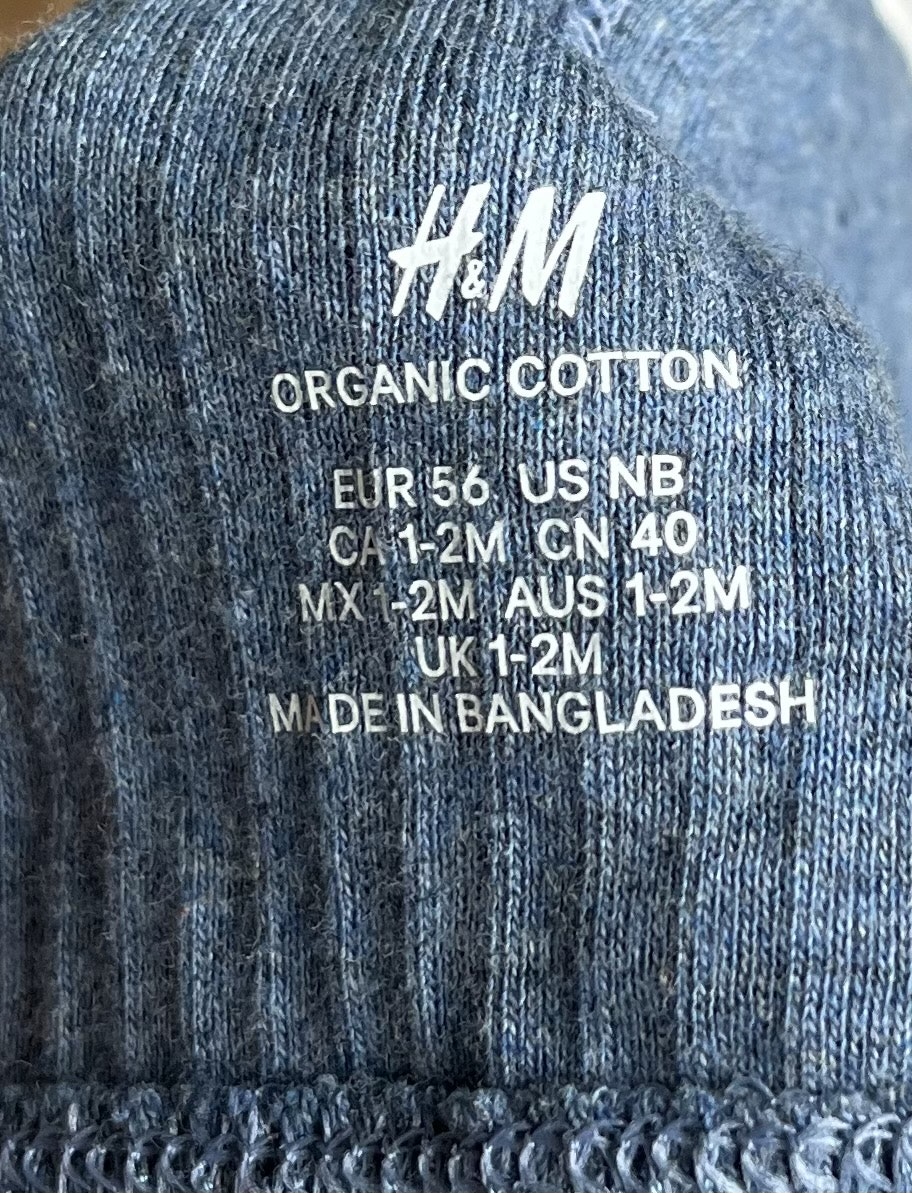 H&M
ORGANIC COTTON
EUR 56 US NB
CA 1-2M CN 40
MX 1-2M AUS 1-2M
UK 1-2M
MADE IN BANGLADESH